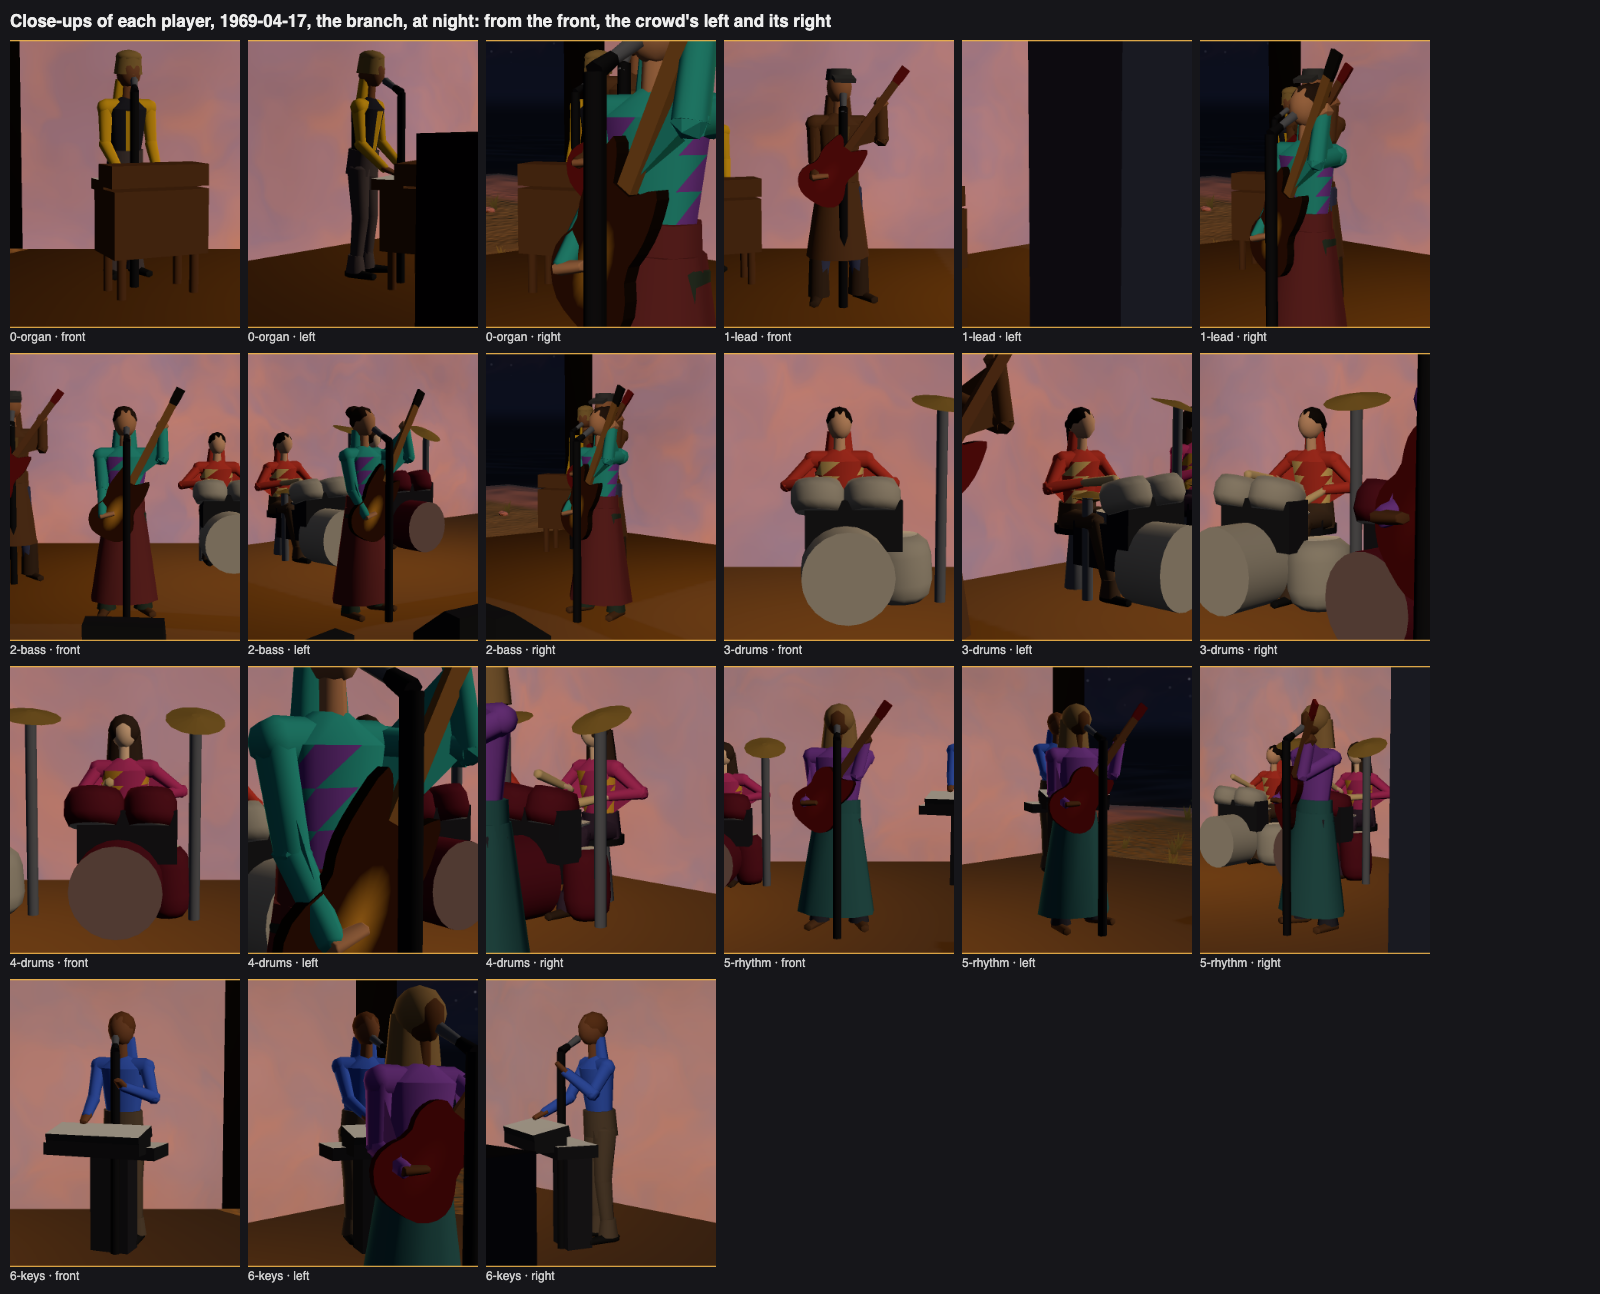 Close-ups of each player, 1969-04-17, the branch, at night: from the front, the crowd's left and its right
0-organ · front
0-organ · left
0-organ · right
1-lead · front
1-lead · left
1-lead · right
2-bass · front
2-bass · left
2-bass · right
3-drums · front
3-drums · left
3-drums · right
4-drums · front
4-drums · left
4-drums · right
5-rhythm · front
5-rhythm · left
5-rhythm · right
6-keys · front
6-keys · left
6-keys · right